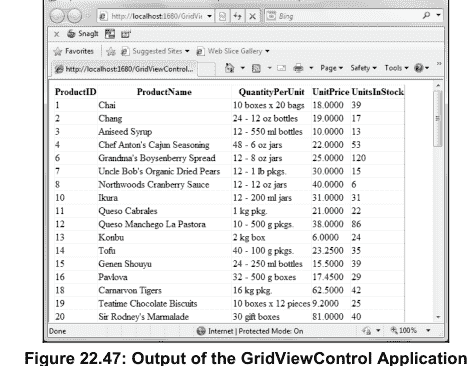 http://localhost:1680/GridVi
Bing
x SnagIt
Favorites Suggested Sites Web Slice Gallery
http://localhost:1680/GridViewControl... Page Safety Tools
ProductID ProductName QuantityPerUnit UnitPrice UnitsInStock
1 Chai 10 boxes x 20 bags 18.0000 39
2 Chang 24 - 12 oz bottles 19.0000 17
3 Aniseed Syrup 12 - 550 ml bottles 10.0000 13
4 Chef Anton's Cajun Seasoning 48 - 6 oz jars 22.0000 53
6 Grandma's Boysenberry Spread 12 - 8 oz jars 25.0000 120
7 Uncle Bob's Organic Dried Pears 12 - 1 lb pkgs. 30.0000 15
8 Northwoods Cranberry Sauce 12 - 12 oz jars 40.0000 6
10 Ikura 12 - 200 ml jars 31.0000 31
11 Queso Cabrales 1 kg pkg. 21.0000 22
12 Queso Manchego La Pastora 10 - 500 g pkgs. 38.0000 86
13 Konbu 2 kg box 6.0000 24
14 Tofu 40 - 100 g pkgs. 23.2500 35
15 Genen Shouyu 24 - 250 ml bottles 15.5000 39
16 Pavlova 32 - 500 g boxes 17.4500 29
18 Carnarvon Tigers 16 kg pkg. 62.5000 42
19 Teatime Chocolate Biscuits 10 boxes x 12 pieces 9.2000 25
20 Sir Rodney's Marmalade 30 gift boxes 81.0000 40
Done Internet | Protected Mode: On 100%
Figure 22.47: Output of the GridViewControl Application